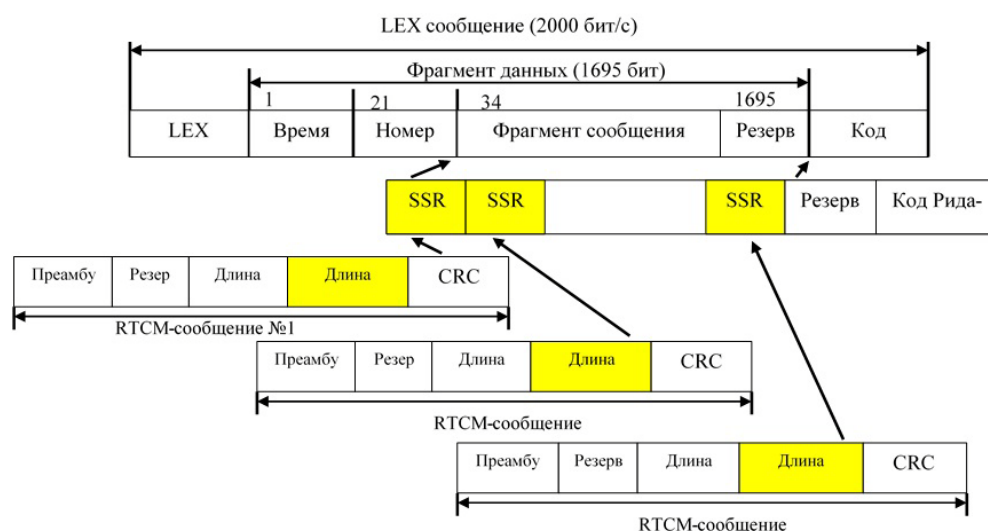 LEX сообщение (2000 бит/с)
Фрагмент данных (1695 бит)
1 21 34 1695
LEX Время Номер Фрагмент сообщения Резерв Код
SSR SSR SSR Резерв Код Рида-
Преамбу Резер Длина Длина CRC
RTCM-сообщение №1
Преамбу Резер Длина Длина CRC
RTCM-сообщение
Преамбу Резерв Длина Длина CRC
RTCM-сообщение